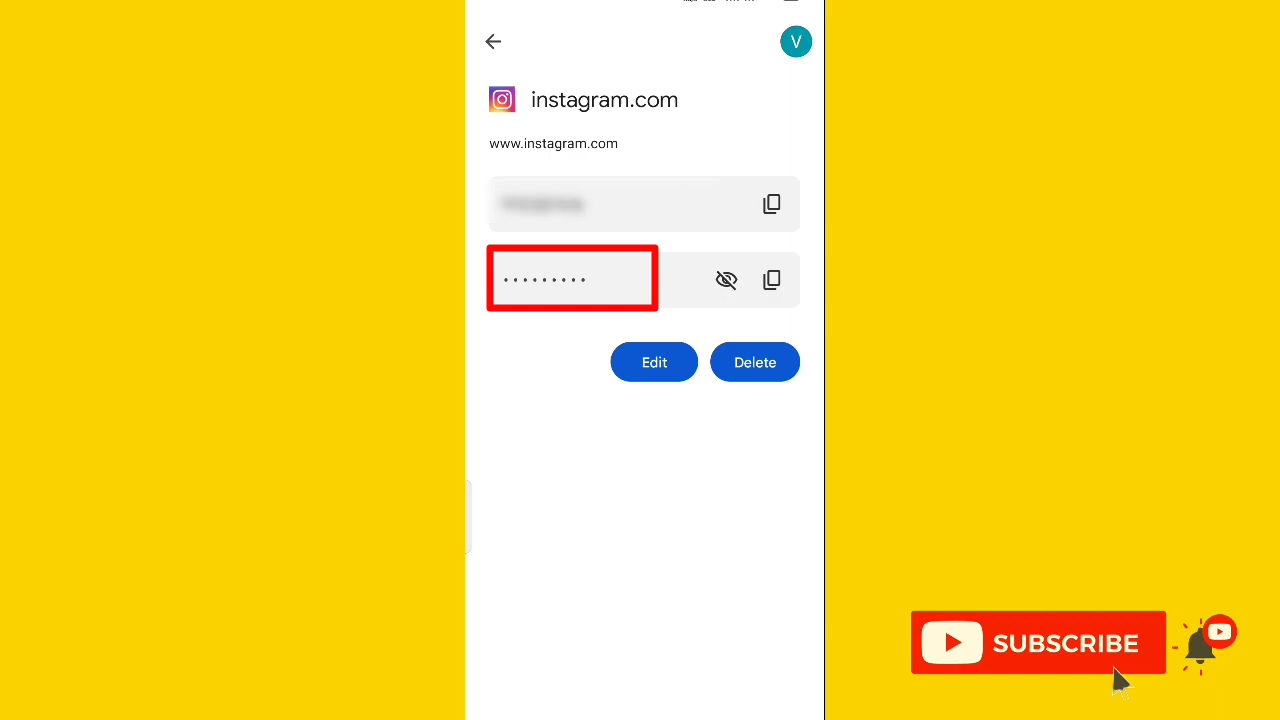 V
instagram.com
www.instagram.com
•••••••••
Edit
Delete
SUBSCRIBE